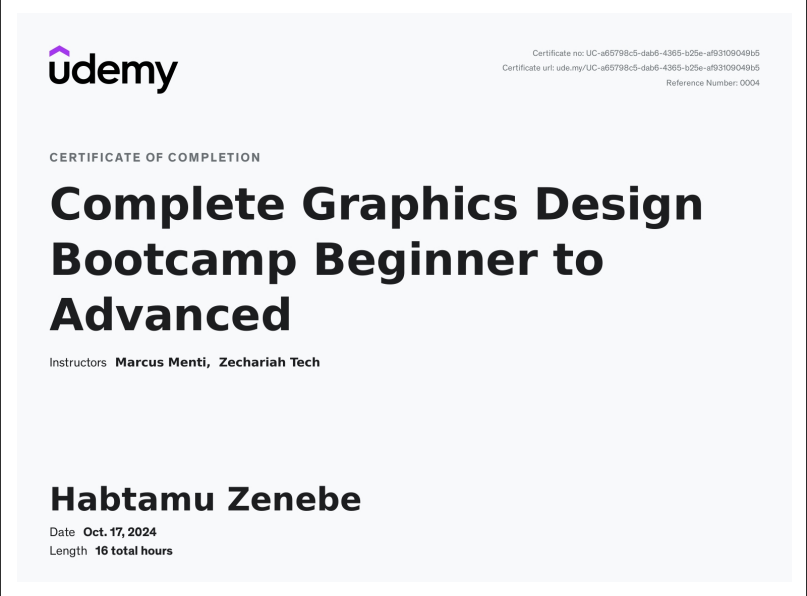 udemy
Certificate no: UC-a65798c5-dab6-4365-b25e-af93109049b5
Certificate url: ude.my/UC-a65798c5-dab6-4365-b25e-af93109049b5
Reference Number: 0004
CERTIFICATE OF COMPLETION
Complete Graphics Design
Bootcamp Beginner to
Advanced
Instructors Marcus Menti, Zechariah Tech
Habtamu Zenebe
Date Oct. 17, 2024
Length 16 total hours